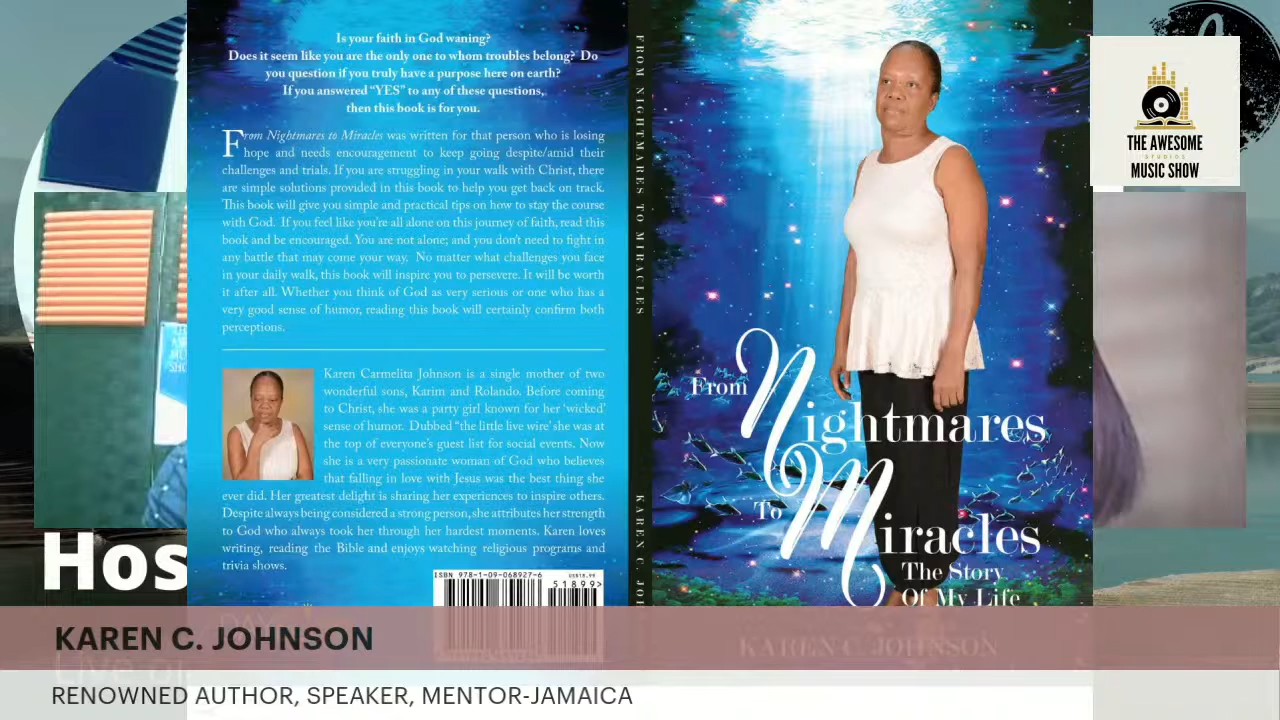 Is your faith in God waning?
Does it seem like you are the only one to whom troubles belong? Do
you question if you truly have a purpose here on earth?
If you answered "YES" to any of these questions,
then this book is for you.
From Nightmares to Miracles was written for that person who is losing
hope and needs encouragement to keep going despite/amid their
challenges and trials. If you are struggling in your walk with Christ, there
are simple solutions provided in this book to help you get back on track.
This book will give you simple and practical tips on how to stay the course
with God. If you feel like you're all alone on this journey of faith, read this
book and be encouraged. You are not alone; and you don't need to fight in
any battle that may come your way. No matter what challenges you face
in your daily walk, this book will inspire you to persevere. It will be worth
it after all. Whether you think of God as very serious or one who has a
very good sense of humor, reading this book will certainly confirm both
perceptions.
Karen Carmelita Johnson is a single mother of two
wonderful sons, Karim and Rolando. Before coming
to Christ, she was a party girl known for her 'wicked'
sense of humor. Dubbed "the little live wire' she was at
the top of everyone's guest list for social events. Now
she is a very passionate woman of God who believes
that falling in love with Jesus was the best thing she
ever did. Her greatest delight is sharing her experiences to inspire others.
Despite always being considered a strong person, she attributes her strength
to God who always took her through her hardest moments. Karen loves
writing, reading the Bible and enjoys watching religious programs and
trivia shows.
ISBN 978-1-09-068927-6
US$18.99
51899>
FROM NIGHTMARES TO MIRACLES
KAREN C. JOH
From Nightmares
To Miracles
The Story
Of My Life
KAREN C. JOHNSON
THE AWESOME
STUDIOS
MUSIC SHOW
Hos
KAREN C. JOHNSON
Live
RENOWNED AUTHOR, SPEAKER, MENTOR-JAMAICA